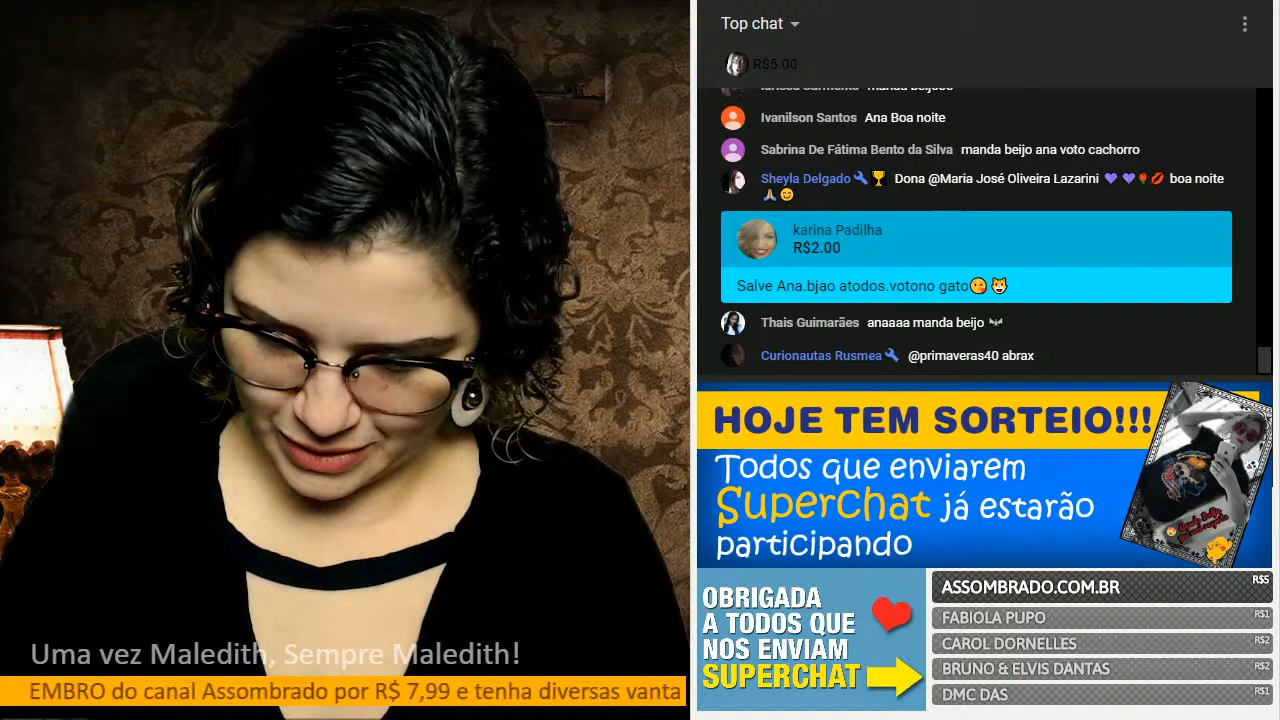 Top chat
R$5.00
Ivanilson Santos Ana Boa noite
Sabrina De Fátima Bento da Silva manda beijo ana voto cachorro
Sheyla Delgado Dona @Maria José Oliveira Lazarini 💜 💜🌹💋 boa noite
🙏🏼😊
karina Padilha
R$2.00
Salve Ana.bjao atodos.votono gato😘😺
Thais Guimarães anaaaa manda beijo
Curionautas Rusmea @primaveras40 abrax
HOJE TEM SORTEIO!!!
Todos que enviarem
Superchat já estarão
participando
OBRIGADA
A TODOS QUE
NOS ENVIAM
SUPERCHAT
ASSOMBRADO.COM.BR R$5
FABIOLA PUPO R$1
CAROL DORNELLES R$2
BRUNO & ELVIS DANTAS R$2
DMC DAS R$1
Uma vez Maledith, Sempre Maledith!
EMBRO do canal Assombrado por R$ 7,99 e tenha diversas vanta